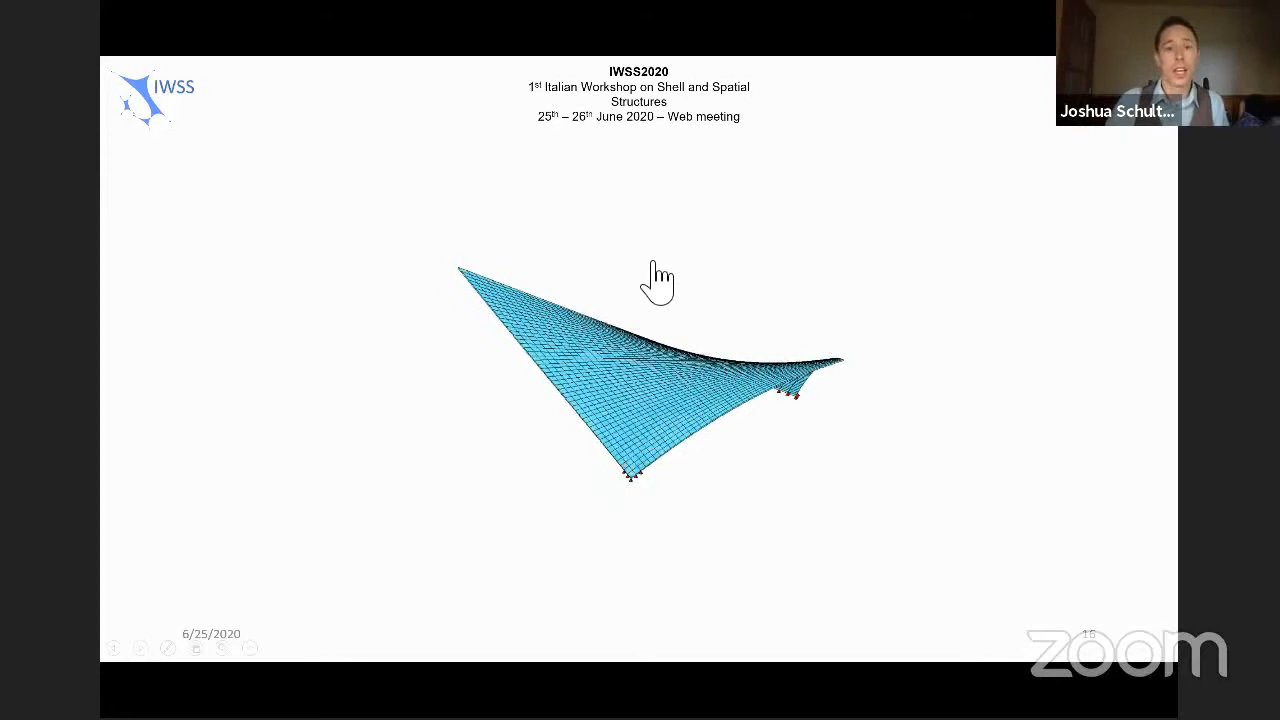 IWSS
IWSS2020
1st Italian Workshop on Shell and Spatial
Structures
25th – 26th June 2020 – Web meeting
Joshua Schult...
6/25/2020
15
zoom